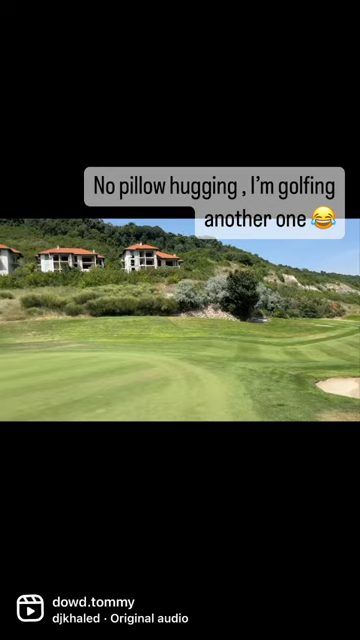 No pillow hugging , I'm golfing
another one 😂
dowd.tommy
djkhaled · Original audio